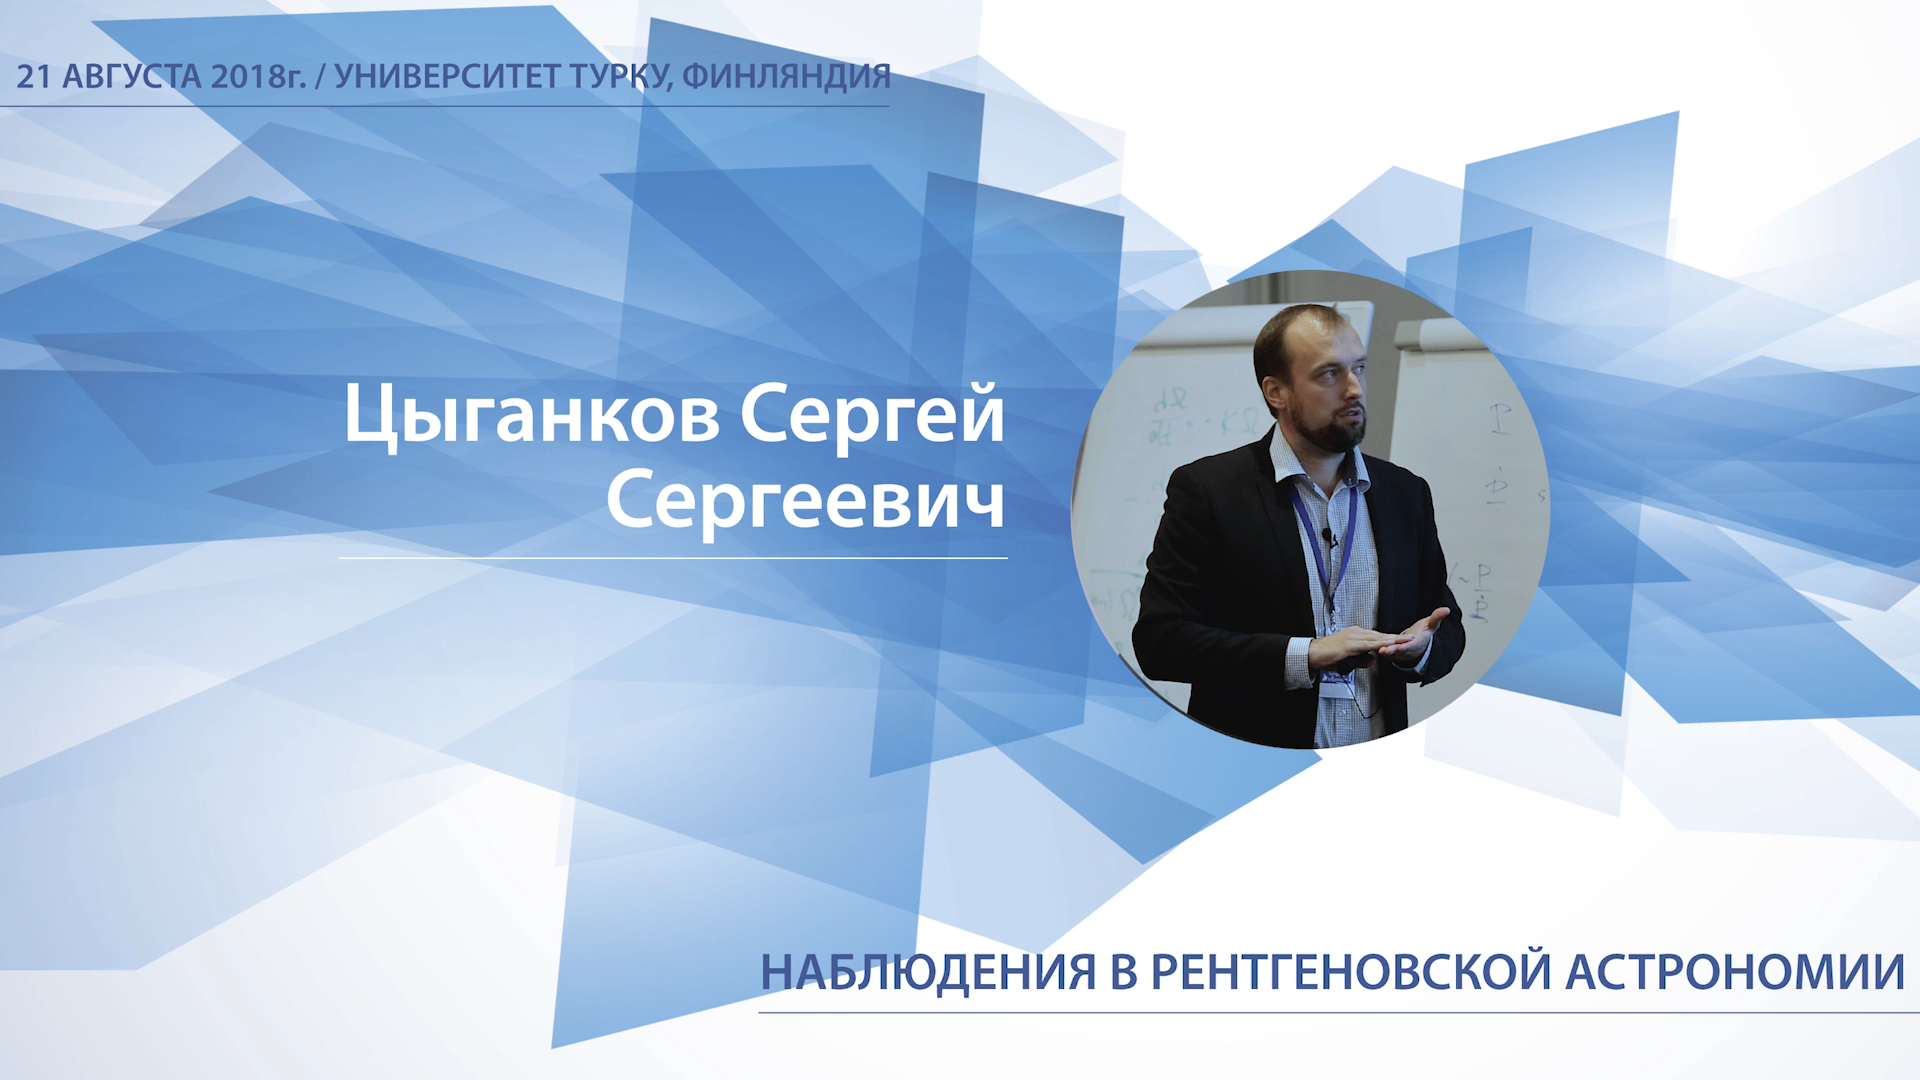 21 АВГУСТА 2018г. / УНИВЕРСИТЕТ ТУРКУ, ФИНЛЯНДИЯ
Цыганков Сергей
Сергеевич
НАБЛЮДЕНИЯ В РЕНТГЕНОВСКОЙ АСТРОНОМИИ